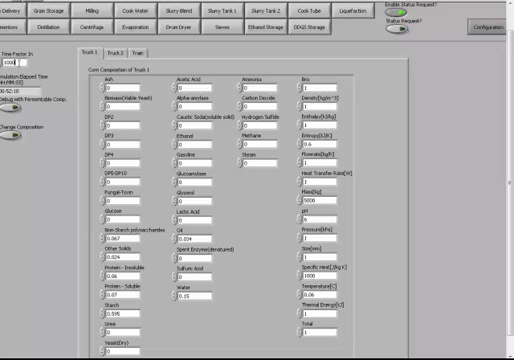 Enable Status Request?
Delivery Grain Storage Milling Cook Water Slurry Blend Slurry Tank 1 Slurry Tank 2 Cook Tube Liquefaction
Status Request?
Distillation Centrifuge Evaporation Drum Dryer Sieves Ethanol Storage DDGS Storage Configuration
Time Factor In
1000
Elapsed Time
HH:MM:SS)
00:52:10
Debug with Fermentable Comp.
Change Composition
Truck 1 Truck 2 Train
Corn Composition of Truck 1
Ash
0
Biomass(Viable Yeast)
0
DP2
0
DP3
0
DP4
0
DP5-DP10
0
Fungal-Toxin
0
Glucose
0
Non-Starch polysaccharides
0.067
Other Solids
0.024
Protein - Insoluble
0.06
Protein - Soluble
0.07
Starch
0.595
Urea
0
Yeast(Dry)
0
Acetic Acid
0
Alpha-amylase
0
Caustic Soda(soluble solid)
0
Ethanol
0
Gasoline
0
Glucoamylase
0
Glycerol
0
Lactic Acid
0
Oil
0.034
Spent Enzyme(denatured)
0
Sulfuric Acid
0
Water
0.15
Ammonia
0
Carbon Dioxide
0
Hydrogen Sulfide
0
Methane
0
Steam
0
Brix
1
Density[kg/m^3]
1
Enthalpy[kJ/kg]
1
Entropy[kJ/K]
0.6
Flowrate[kg/h]
1
Heat Transfer Rate[W]
1
Mass[kg]
5000
pH
6
Pressure[kPa]
1
Size[mm]
1
Specific Heat[J/kg K]
1000
Temperature[C]
0.06
Thermal Energy[kJ]
1
Total
1